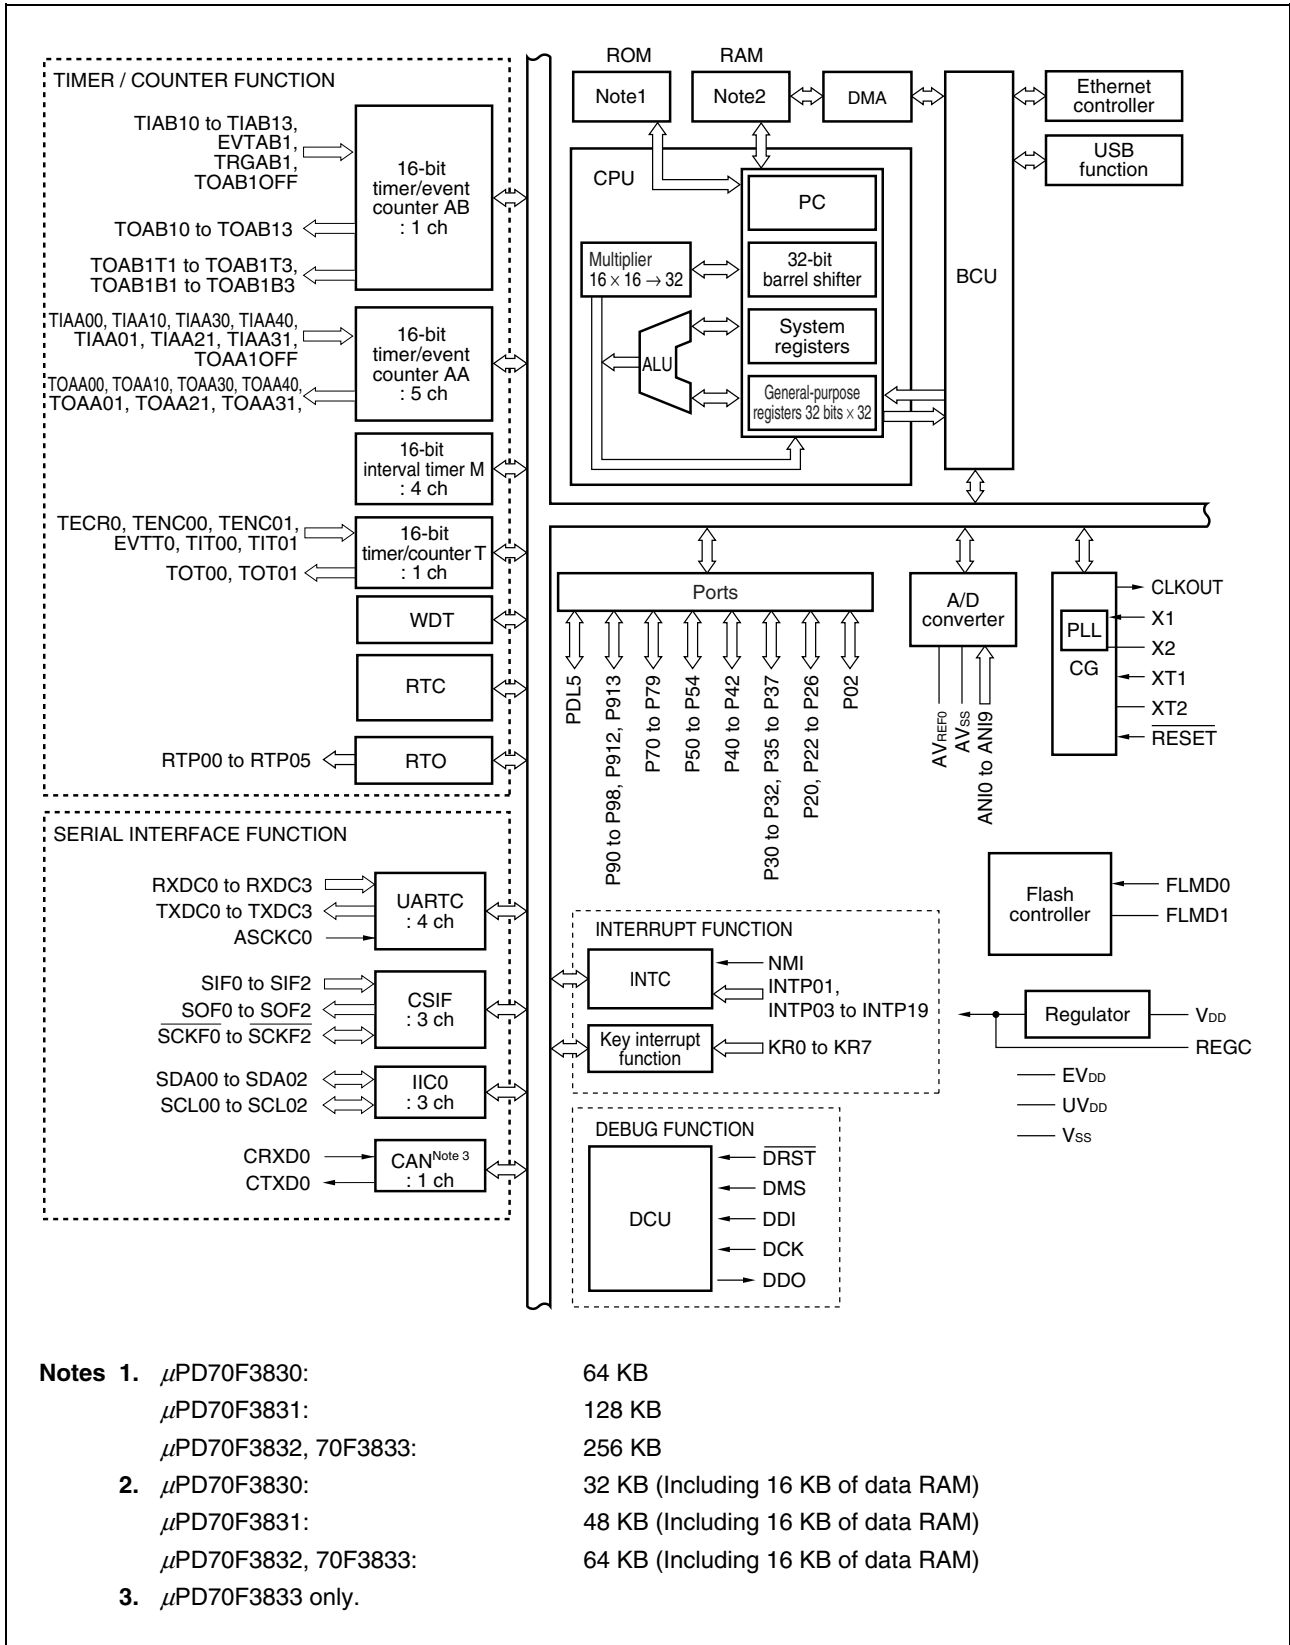 TIMER / COUNTER FUNCTION
TIAB10 to TIAB13,
EVTAB1,
TRGAB1,
TOAB1OFF
TOAB10 to TOAB13
TOAB1T1 to TOAB1T3,
TOAB1B1 to TOAB1B3
16-bit
timer/event
counter AB
: 1 ch
TIAA00, TIAA10, TIAA30, TIAA40,
TIAA01, TIAA21, TIAA31,
TOAA1OFF
TOAA00, TOAA10, TOAA30, TOAA40,
TOAA01, TOAA21, TOAA31,
16-bit
timer/event
counter AA
: 5 ch
16-bit
interval timer M
: 4 ch
TECR0, TENC00, TENC01,
EVTT0, TIT00, TIT01
TOT00, TOT01
16-bit
timer/counter T
: 1 ch
WDT
RTC
RTP00 to RTP05
RTO
SERIAL INTERFACE FUNCTION
RXDC0 to RXDC3
TXDC0 to TXDC3
ASCKC0
UARTC
: 4 ch
SIF0 to SIF2
SOF0 to SOF2
SCKF0 to SCKF2
CSIF
: 3 ch
SDA00 to SDA02
SCL00 to SCL02
IIC0
: 3 ch
CRXD0
CTXD0
CAN Note 3
: 1 ch
ROM
Note1
RAM
Note2
DMA
BCU
Ethernet
controller
USB
function
CPU
PC
Multiplier
16 × 16 → 32
32-bit
barrel shifter
ALU
System
registers
General-purpose
registers 32 bits × 32
Ports
PDL5
P90 to P98, P912, P913
P70 to P79
P50 to P54
P40 to P42
P30 to P32, P35 to P37
P20, P22 to P26
P02
A/D
converter
AVREF0
AVSS
ANI0 to ANI9
PLL
CG
CLKOUT
X1
X2
XT1
XT2
RESET
Flash
controller
FLMD0
FLMD1
INTERRUPT FUNCTION
INTC
NMI
INTP01,
INTP03 to INTP19
Key interrupt
function
KR0 to KR7
Regulator
VDD
REGC
EVDD
UVDD
VSS
DEBUG FUNCTION
DCU
DRST
DMS
DDI
DCK
DDO
Notes 1. μPD70F3830: 64 KB
μPD70F3831: 128 KB
μPD70F3832, 70F3833: 256 KB
2. μPD70F3830: 32 KB (Including 16 KB of data RAM)
μPD70F3831: 48 KB (Including 16 KB of data RAM)
μPD70F3832, 70F3833: 64 KB (Including 16 KB of data RAM)
3. μPD70F3833 only.